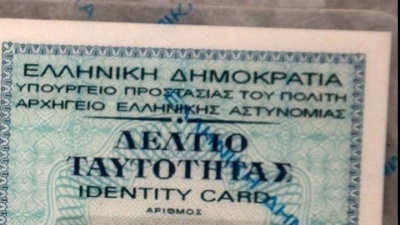 ΕΛΛΗΝΙΚΗ ΔΗΜΟΚΡΑΤΙΑ
ΥΠΟΥΡΓΕΙΟ ΠΡΟΣΤΑΣΙΑΣ ΤΟΥ ΠΟΛΙΤΗ
ΑΡΧΗΓΕΙΟ ΕΛΛΗΝΙΚΗΣ ΑΣΤΥΝΟΜΙΑΣ
ΔΕΛΤΙΟ
ΤΑΥΤΟΤΗΤΑΣ
IDENTITY CARD
ΑΡΙΘΜΟΣ